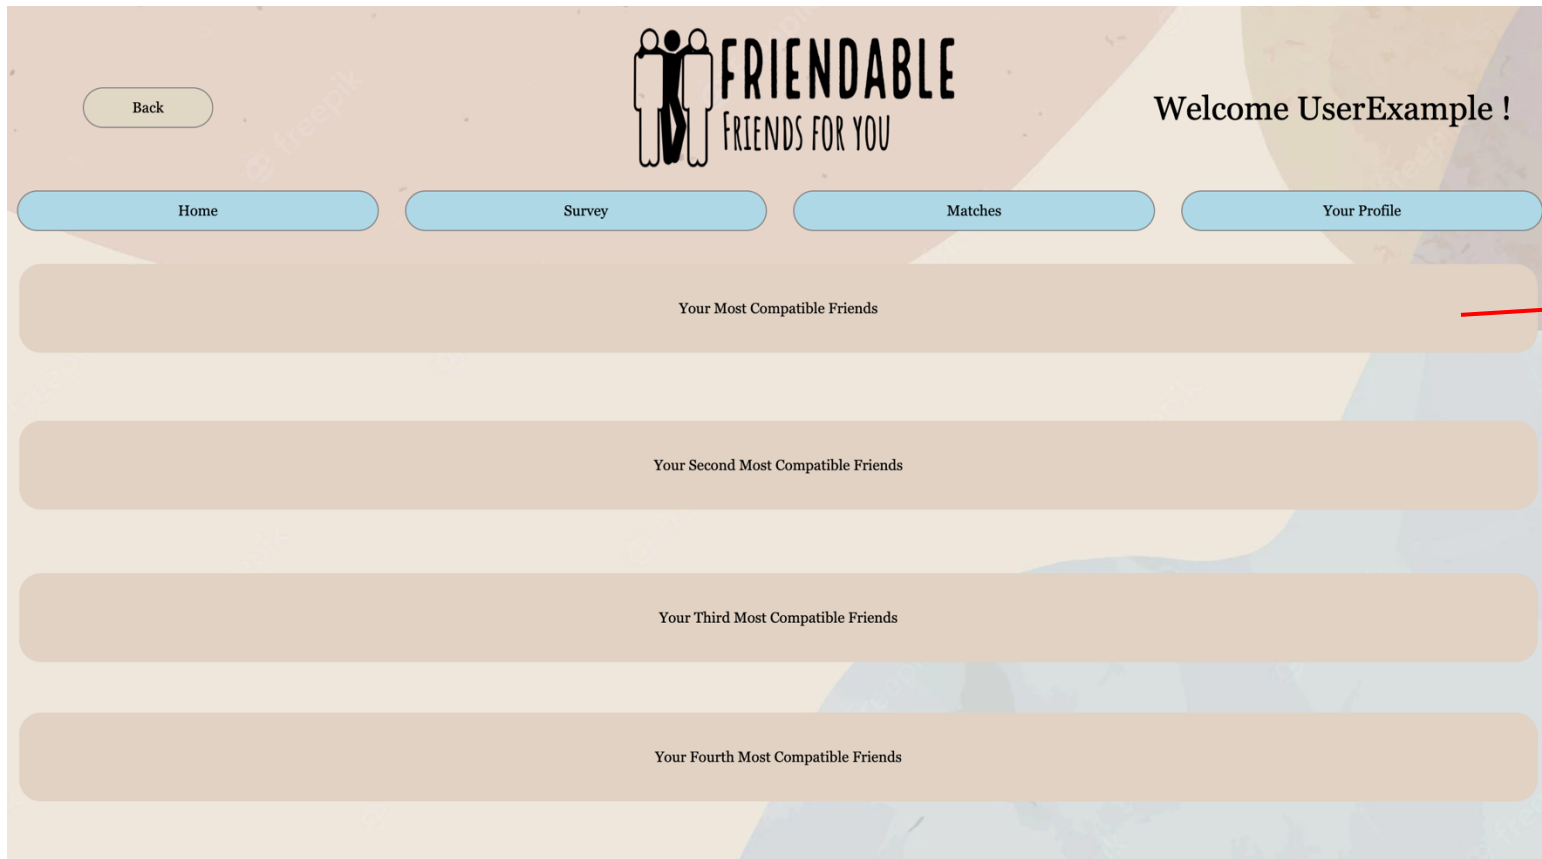 Back
FRIENDABLE
FRIENDS FOR YOU
Welcome UserExample !
Home
Survey
Matches
Your Profile
Your Most Compatible Friends
Your Second Most Compatible Friends
Your Third Most Compatible Friends
Your Fourth Most Compatible Friends
freepik